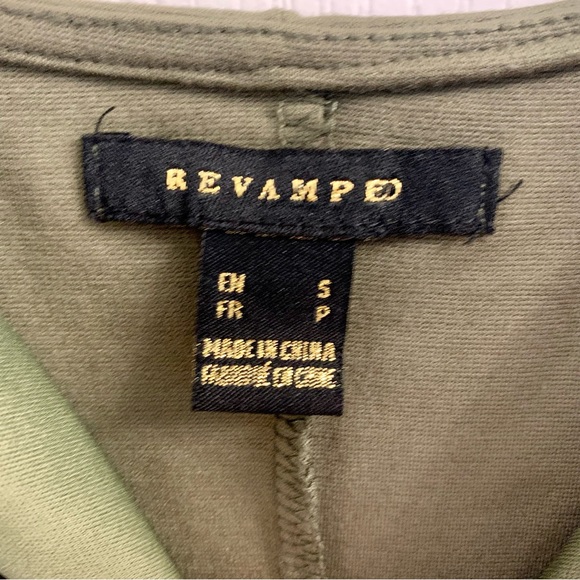 REVAMPED
EN S
FR P
MADE IN CHINA
FABRIQUÉ EN CHINE